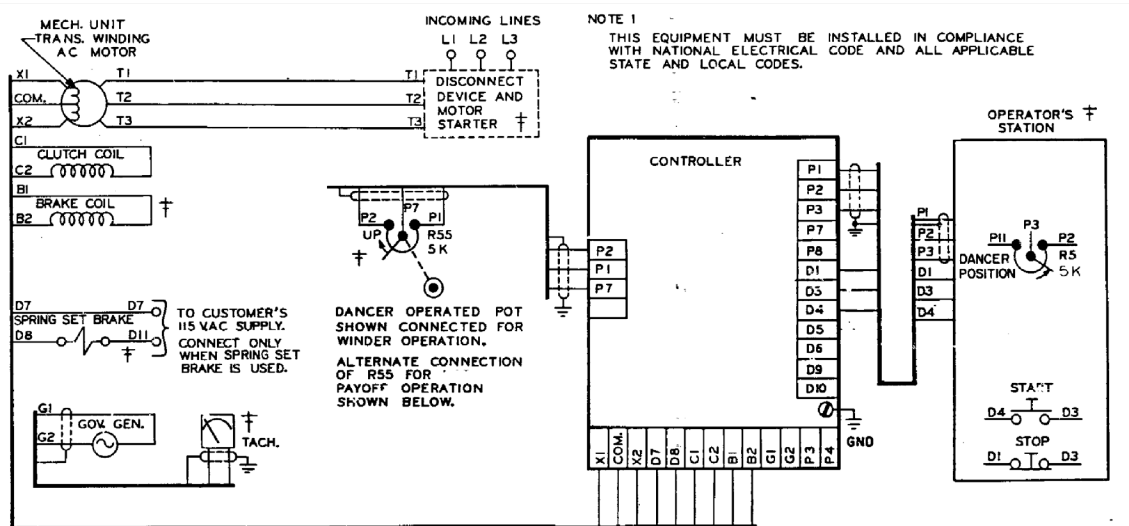 MECH. UNIT
TRANS. WINDING
AC MOTOR
X1
COM.
X2
T1
T2
T3
T1
T2
T3
INCOMING LINES
L1 L2 L3
DISCONNECT
DEVICE AND
MOTOR
STARTER ‡
NOTE 1
THIS EQUIPMENT MUST BE INSTALLED IN COMPLIANCE
WITH NATIONAL ELECTRICAL CODE AND ALL APPLICABLE
STATE AND LOCAL CODES.
C1
CLUTCH COIL
C2
B1
BRAKE COIL ‡
B2
P7
P2 P1
UP R55
5K
‡
DANCER OPERATED POT
SHOWN CONNECTED FOR
WINDER OPERATION.
ALTERNATE CONNECTION
OF R55 FOR
PAYOFF OPERATION
SHOWN BELOW.
D7 D7
SPRING SET BRAKE
D8 D11
‡
TO CUSTOMER'S
115 VAC SUPPLY.
CONNECT ONLY
WHEN SPRING SET
BRAKE IS USED.
G1
GOV. GEN.
G2
‡
TACH.
CONTROLLER
P2
P1
P7
P1
P2
P3
P7
P8
D1
D3
D4
D5
D6
D9
D10
GND
X1 COM. X2 D7 D8 C1 C2 B1 B2 G1 G2 P3 P4
OPERATOR'S ‡
STATION
P1
P2
P3
D1
D3
D4
P3
P11 P2
DANCER R5
POSITION 5K
START
D4 D3
STOP
D1 D3